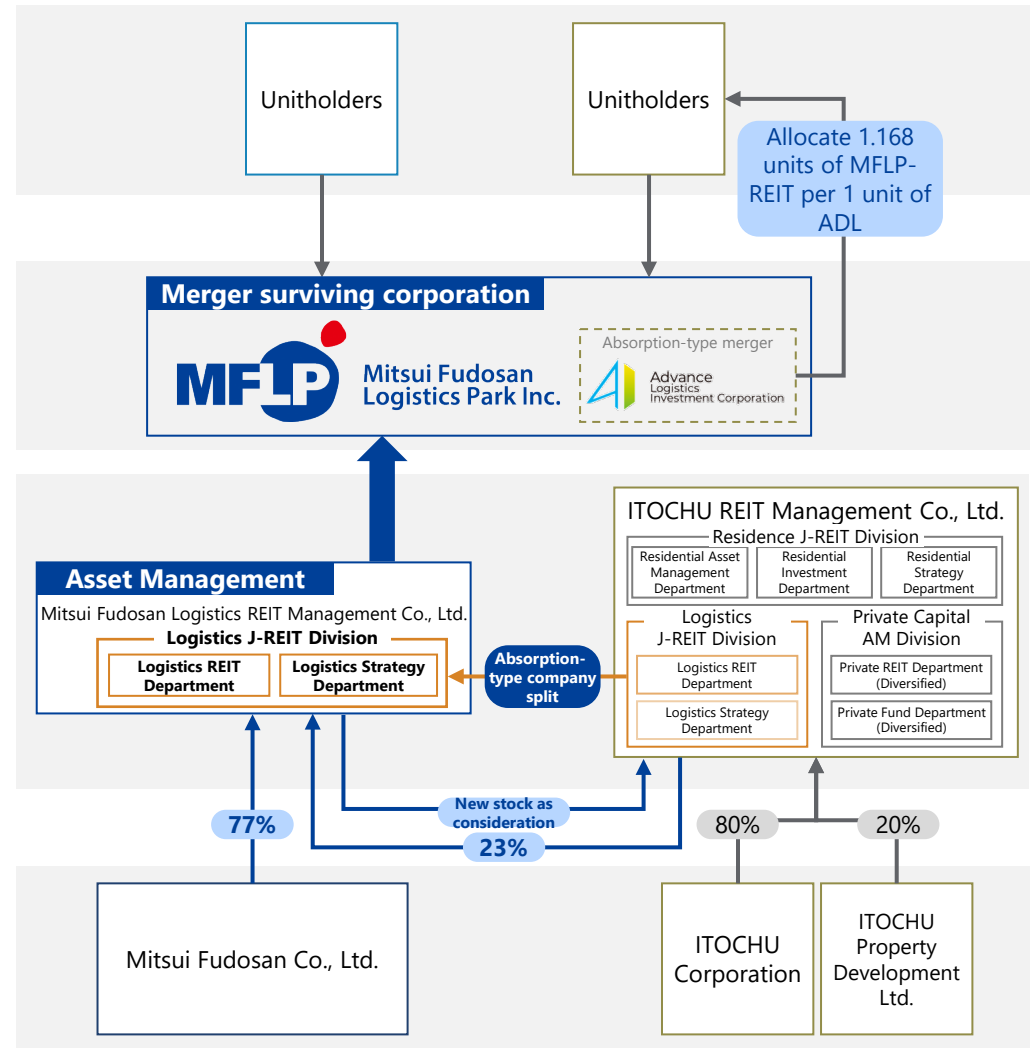 Unitholders
Unitholders
Allocate 1.168
units of MFLP-
REIT per 1 unit of
ADL
Merger surviving corporation
MFLP
Mitsui Fudosan
Logistics Park Inc.
Absorption-type merger
Advance
Logistics
Investment Corporation
ITOCHU REIT Management Co., Ltd.
Residence J-REIT Division
Residential Asset
Management
Department
Residential
Investment
Department
Residential
Strategy
Department
Asset Management
Mitsui Fudosan Logistics REIT Management Co., Ltd.
Logistics J-REIT Division
Logistics REIT
Department
Logistics Strategy
Department
Absorption-
type company
split
Logistics
J-REIT Division
Logistics REIT
Department
Logistics Strategy
Department
Private Capital
AM Division
Private REIT Department
(Diversified)
Private Fund Department
(Diversified)
77%
New stock as
consideration
23%
80%
20%
Mitsui Fudosan Co., Ltd.
ITOCHU
Corporation
ITOCHU
Property
Development
Ltd.